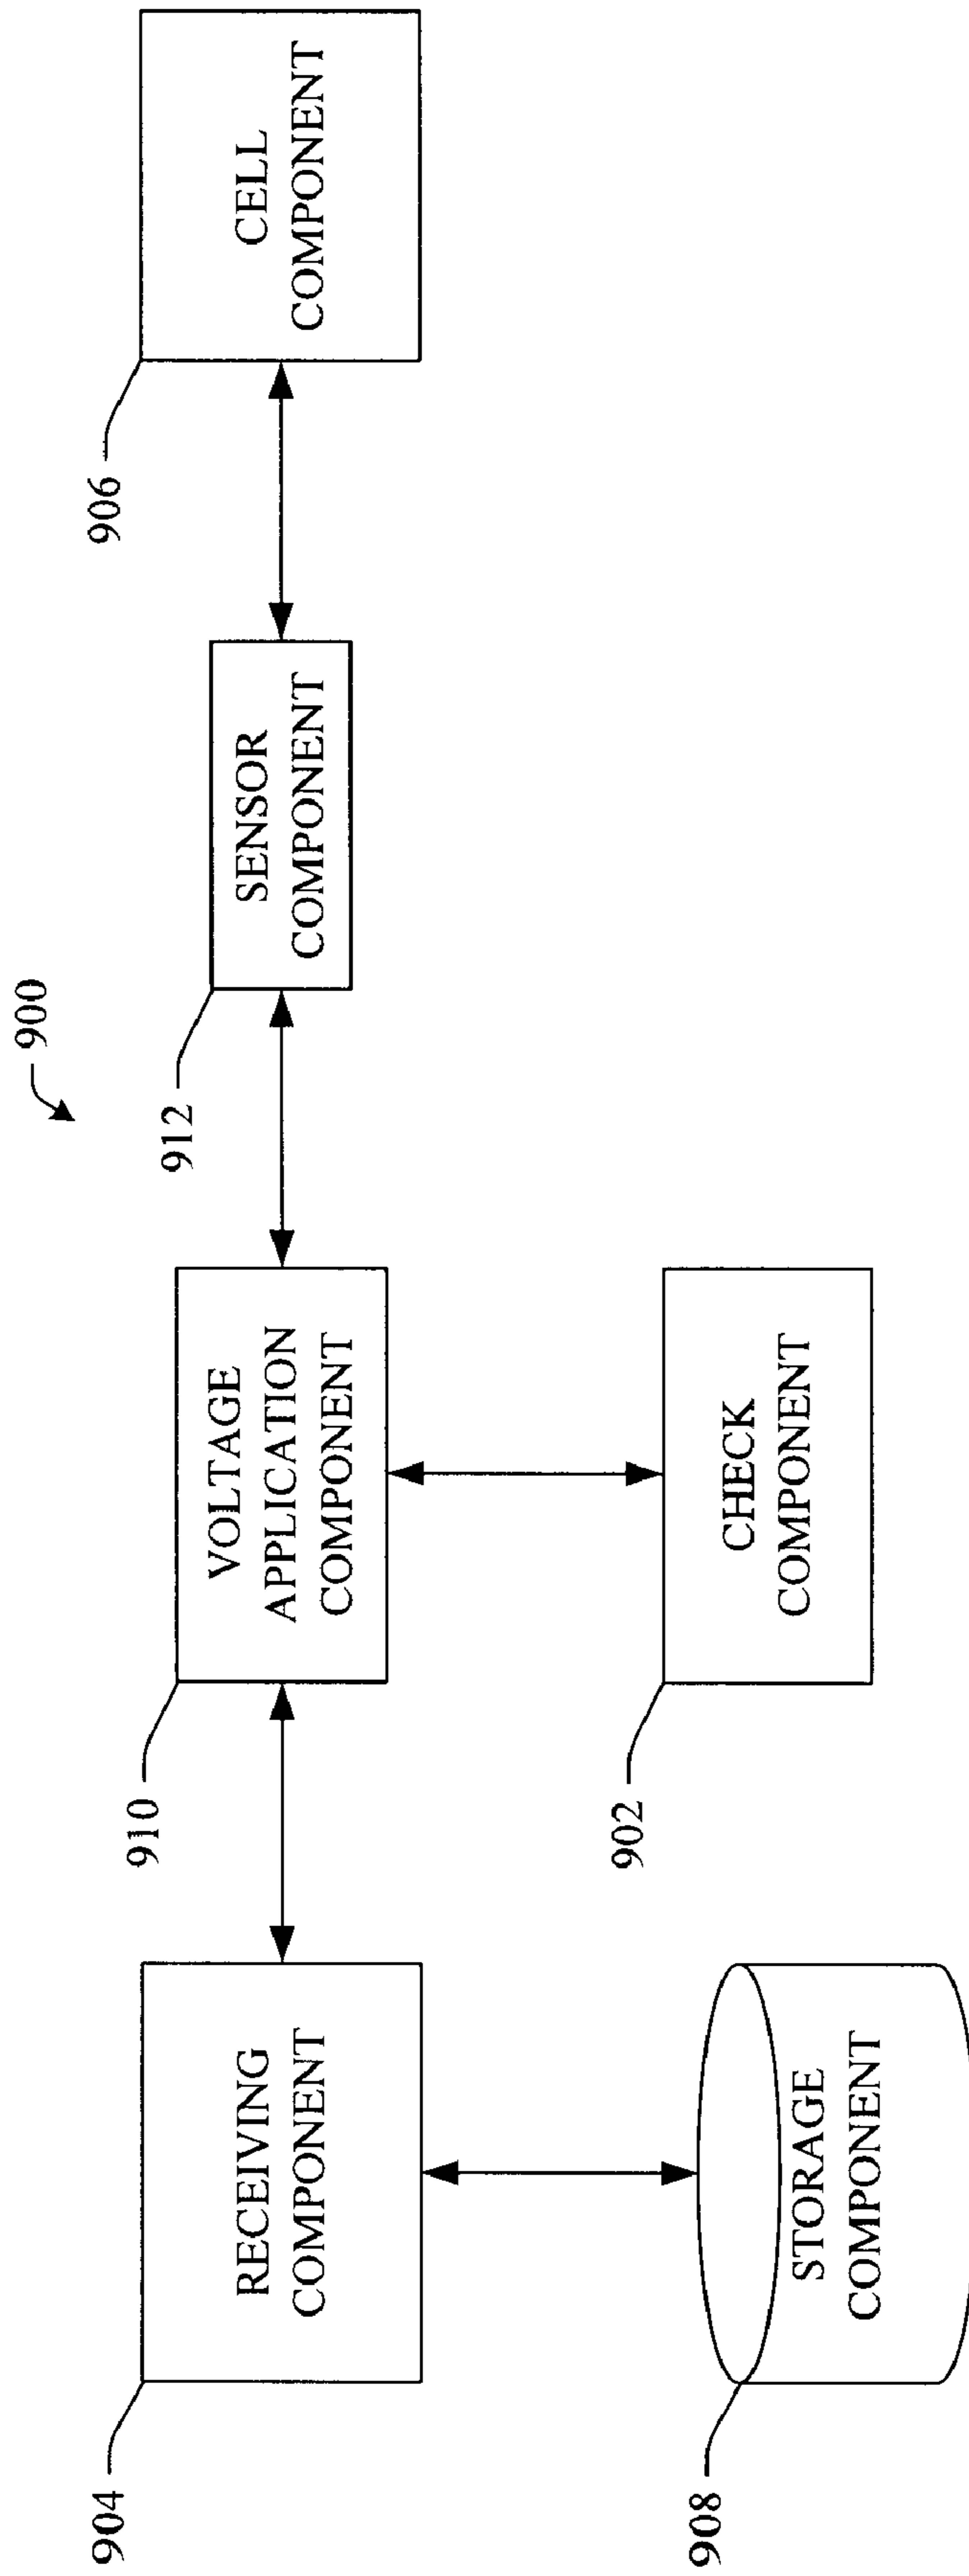 900
904
RECEIVING
COMPONENT
910
VOLTAGE
APPLICATION
COMPONENT
912
SENSOR
COMPONENT
906
CELL
COMPONENT
908
STORAGE
COMPONENT
902
CHECK
COMPONENT